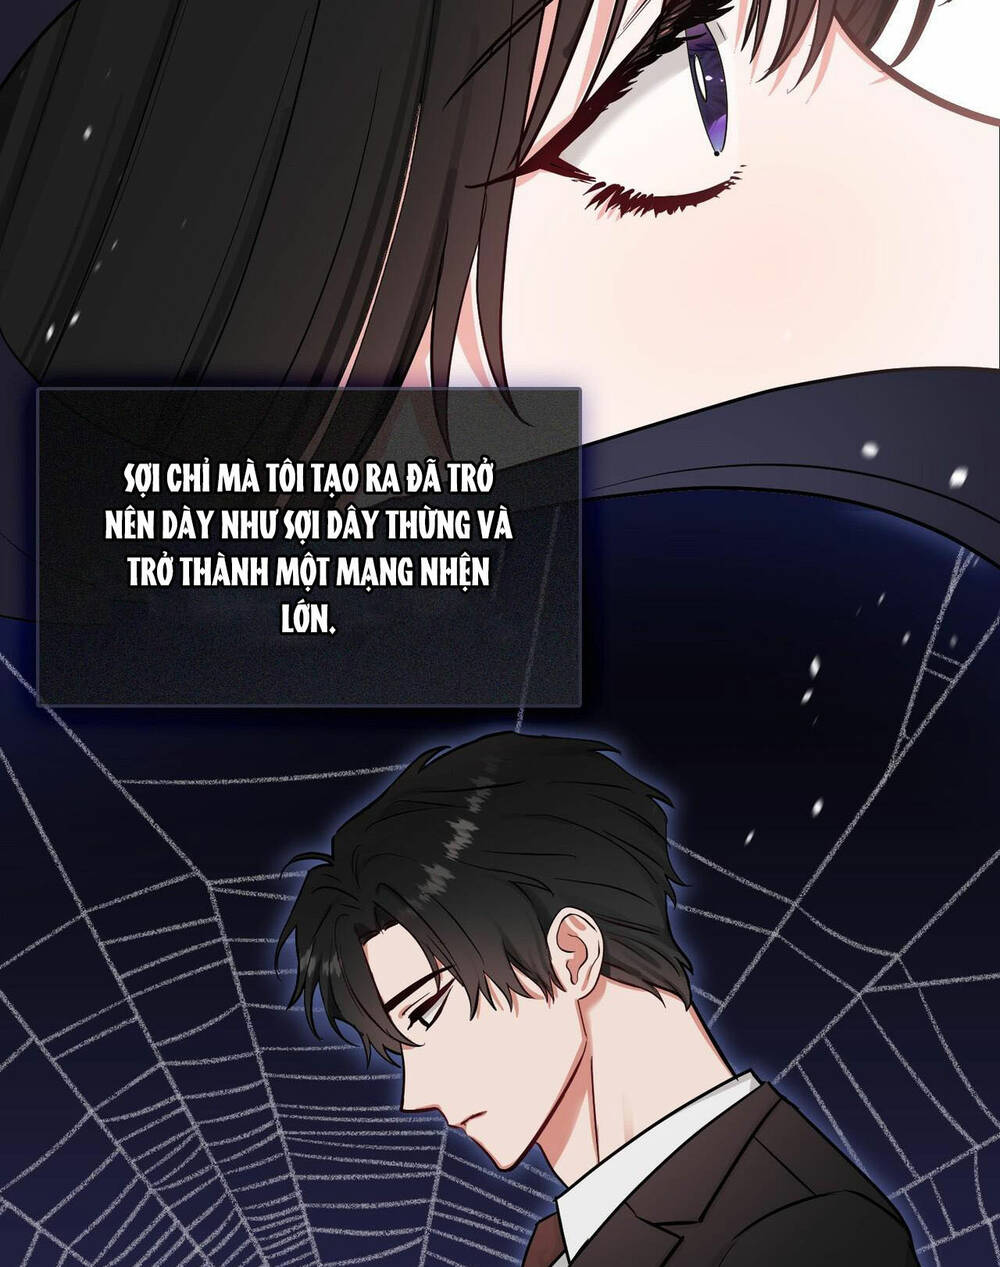 SỢI CHỈ MÀ TÔI TẠO RA ĐÃ TRỞ
NÊN DÀY NHƯ SỢI DÂY THỪNG VÀ
TRỞ THÀNH MỘT MẠNG NHỆN
LỚN.